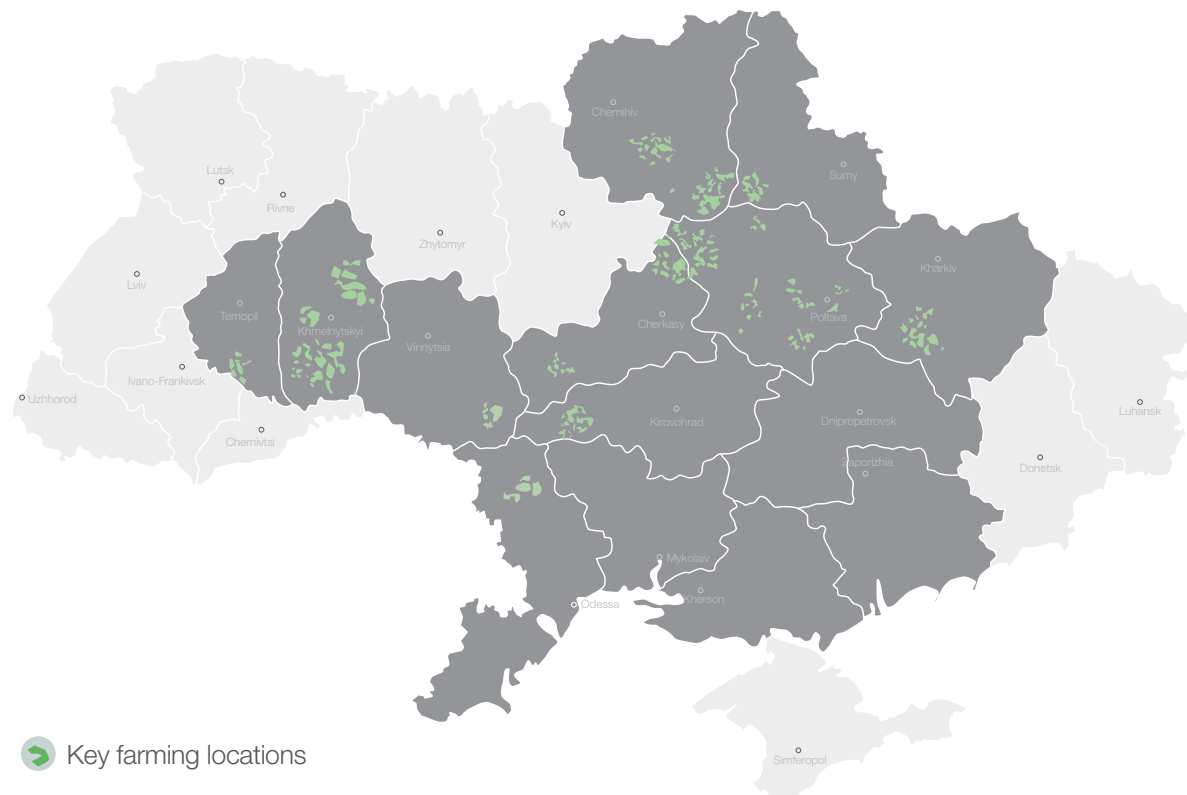 Chernihiv
Sumy
Lutsk
Rivne
Kyiv
Zhytomyr
Kharkiv
Lviv
Ternopil
Khmelnytskyi
Cherkasy
Poltava
Vinnytsia
Ivano-Frankivsk
Uzhhorod
Luhansk
Kirovohrad
Dnipropetrovsk
Chernivtsi
Zaporizhia
Donetsk
Mykolaiv
Kherson
Odessa
Simferopol
Key farming locations